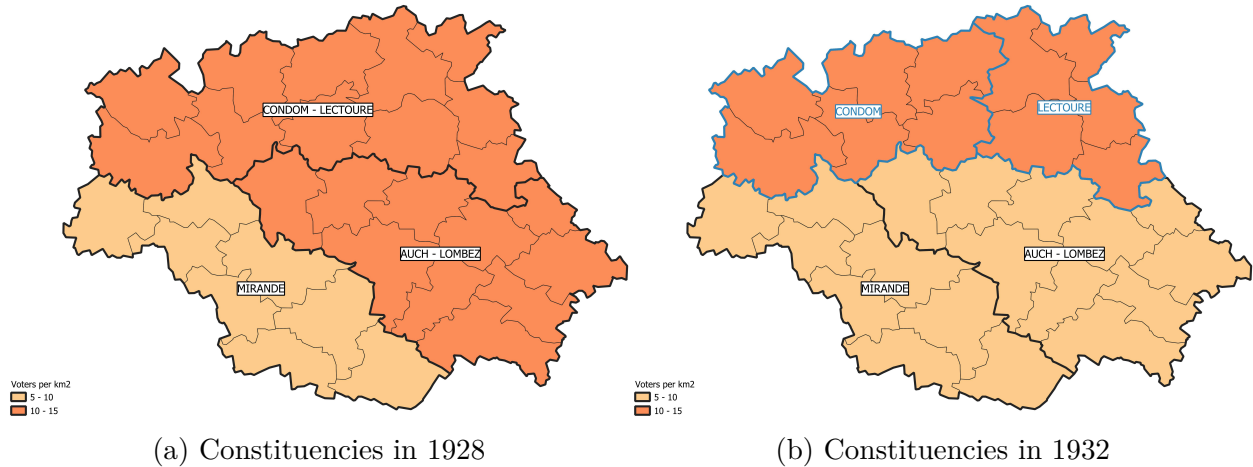 CONDOM - LECTOURE
AUCH - LOMBEZ
MIRANDE
Voters per km2
5 - 10
10 - 15
(a) Constituencies in 1928
CONDOM
LECTOURE
AUCH - LOMBEZ
MIRANDE
Voters per km2
5 - 10
10 - 15
(b) Constituencies in 1932